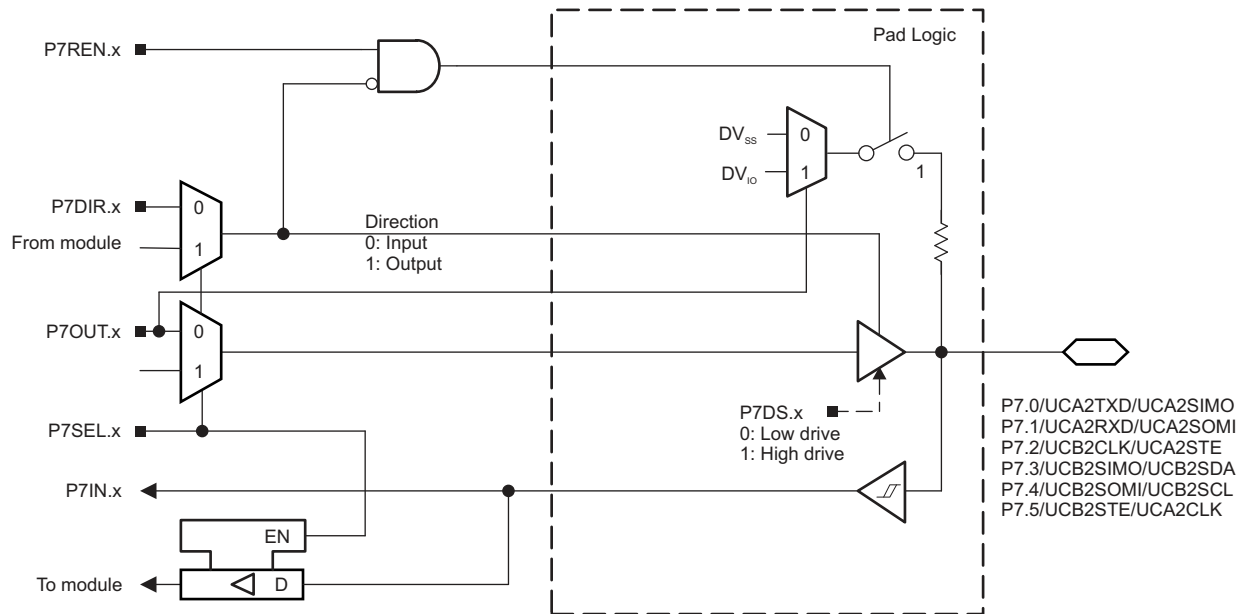 Pad Logic
P7REN.x
DVSS
0
DVIO
1
1
P7DIR.x
0
From module
1
Direction
0: Input
1: Output
P7OUT.x
0
1
P7DS.x
0: Low drive
1: High drive
P7SEL.x
P7IN.x
EN
To module
D
P7.0/UCA2TXD/UCA2SIMO
P7.1/UCA2RXD/UCA2SOMI
P7.2/UCB2CLK/UCA2STE
P7.3/UCB2SIMO/UCB2SDA
P7.4/UCB2SOMI/UCB2SCL
P7.5/UCB2STE/UCA2CLK